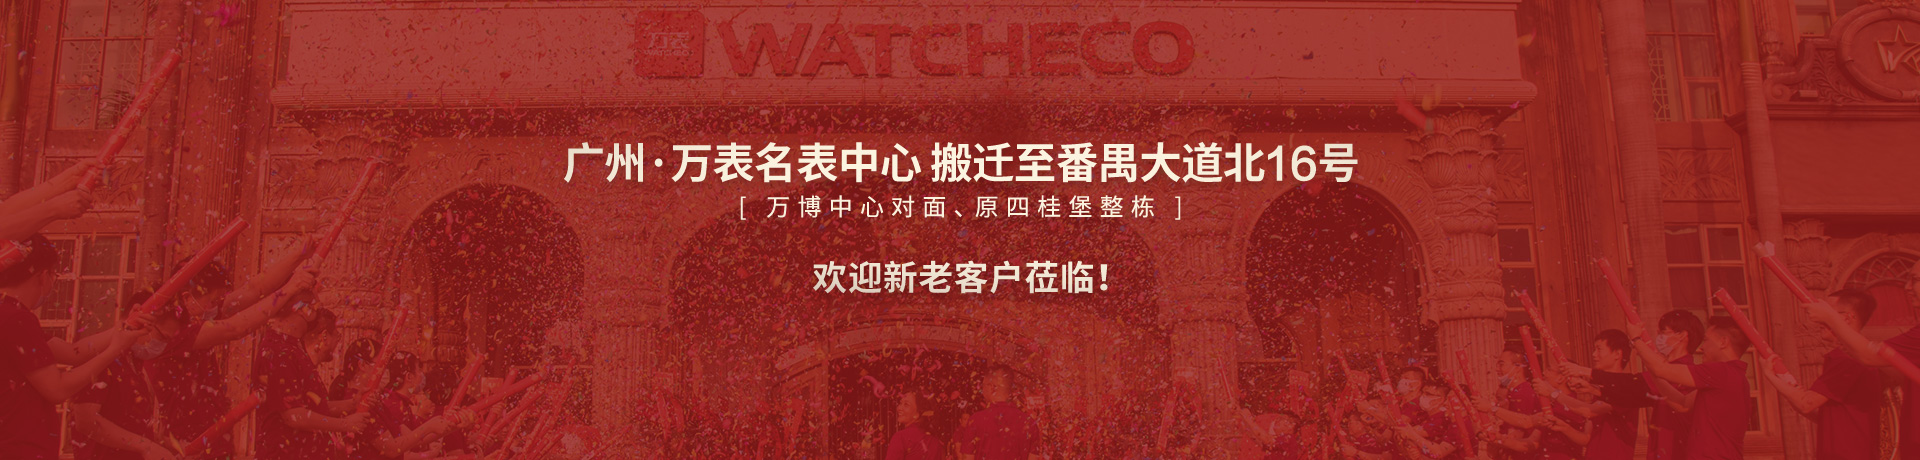 万表 WATCHECO
广州·万表名表中心 搬迁至番禺大道北16号
[ 万博中心对面、原四桂堡整栋 ]
欢迎新老客户莅临！